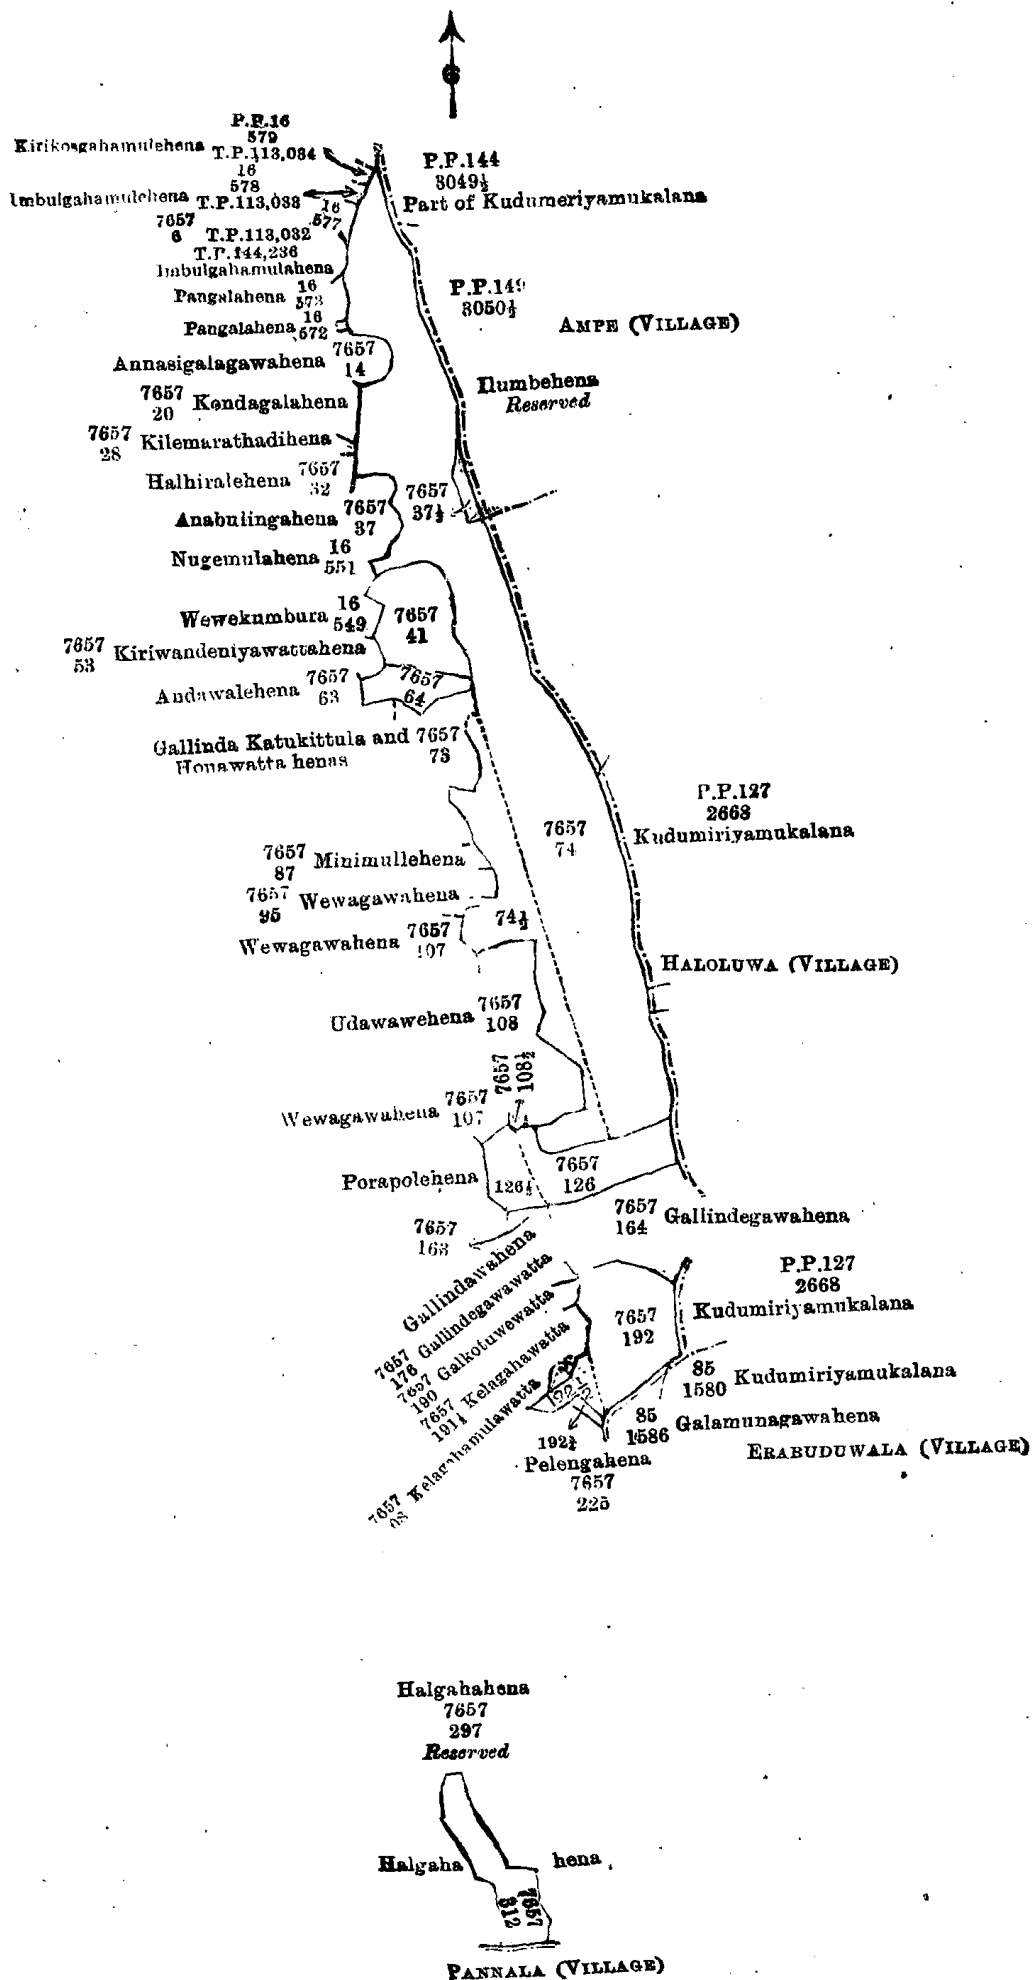 G
P.P.16
579
Kirikosgahamulehena T.P.113,084
16
578
Imbulgahamulehena T.P.113,088
16
577
7657
6
T.P.113,032
T.P.144,236
Imbulgahamulahena
P.P.144
3049½
Part of Kudumeriyamukalana
Pangalahena 16
573
P.P.149
3050½
Pangalahena 16
572
AMPE (VILLAGE)
Annasigalagawahena 7657
14
Ilumbehena
Reserved
7657
20 Kondagalahena
7657
28 Kilemarathadihena
Halhiralehena 7657
32
7657
37½
Anabulingahena 7657
37
Nugemulahena 16
551
Wewekumbura 16
549
7657
41
7657
53 Kiriwandeniyawattahena
Andawalehena 7657
63
7657
64
Gallinda Katukittula and 7657
Honawatta henas 73
P.P.127
2668
Kudumiriyamukalana
7657
74
7657
87 Minimullehena
7657
95 Wewagawahena
74½
Wewagawahena 7657
107
HALOLUWA (VILLAGE)
Udawawehena 7657
108
7657
108½
Wewagawahena 7657
107
Porapolehena
126½
7657
126
7657
164 Gallindegawahena
7657
163
Gallindawahena
7657
176 Gallindegawawatta
7657
190 Galkotuwewatta
7657
191½ Kelagahawatta
7657
Kelagahamulawatta
P.P.127
2668
Kudumiriyamukalana
7657
192
85
1580 Kudumiriyamukalana
85
1586 Galamunagawahena
ERABUDUWALA (VILLAGE)
Pelengahena
7657
225
Halgahahena
7657
297
Reserved
Halgaha hena
7657
312
PANNALA (VILLAGE)